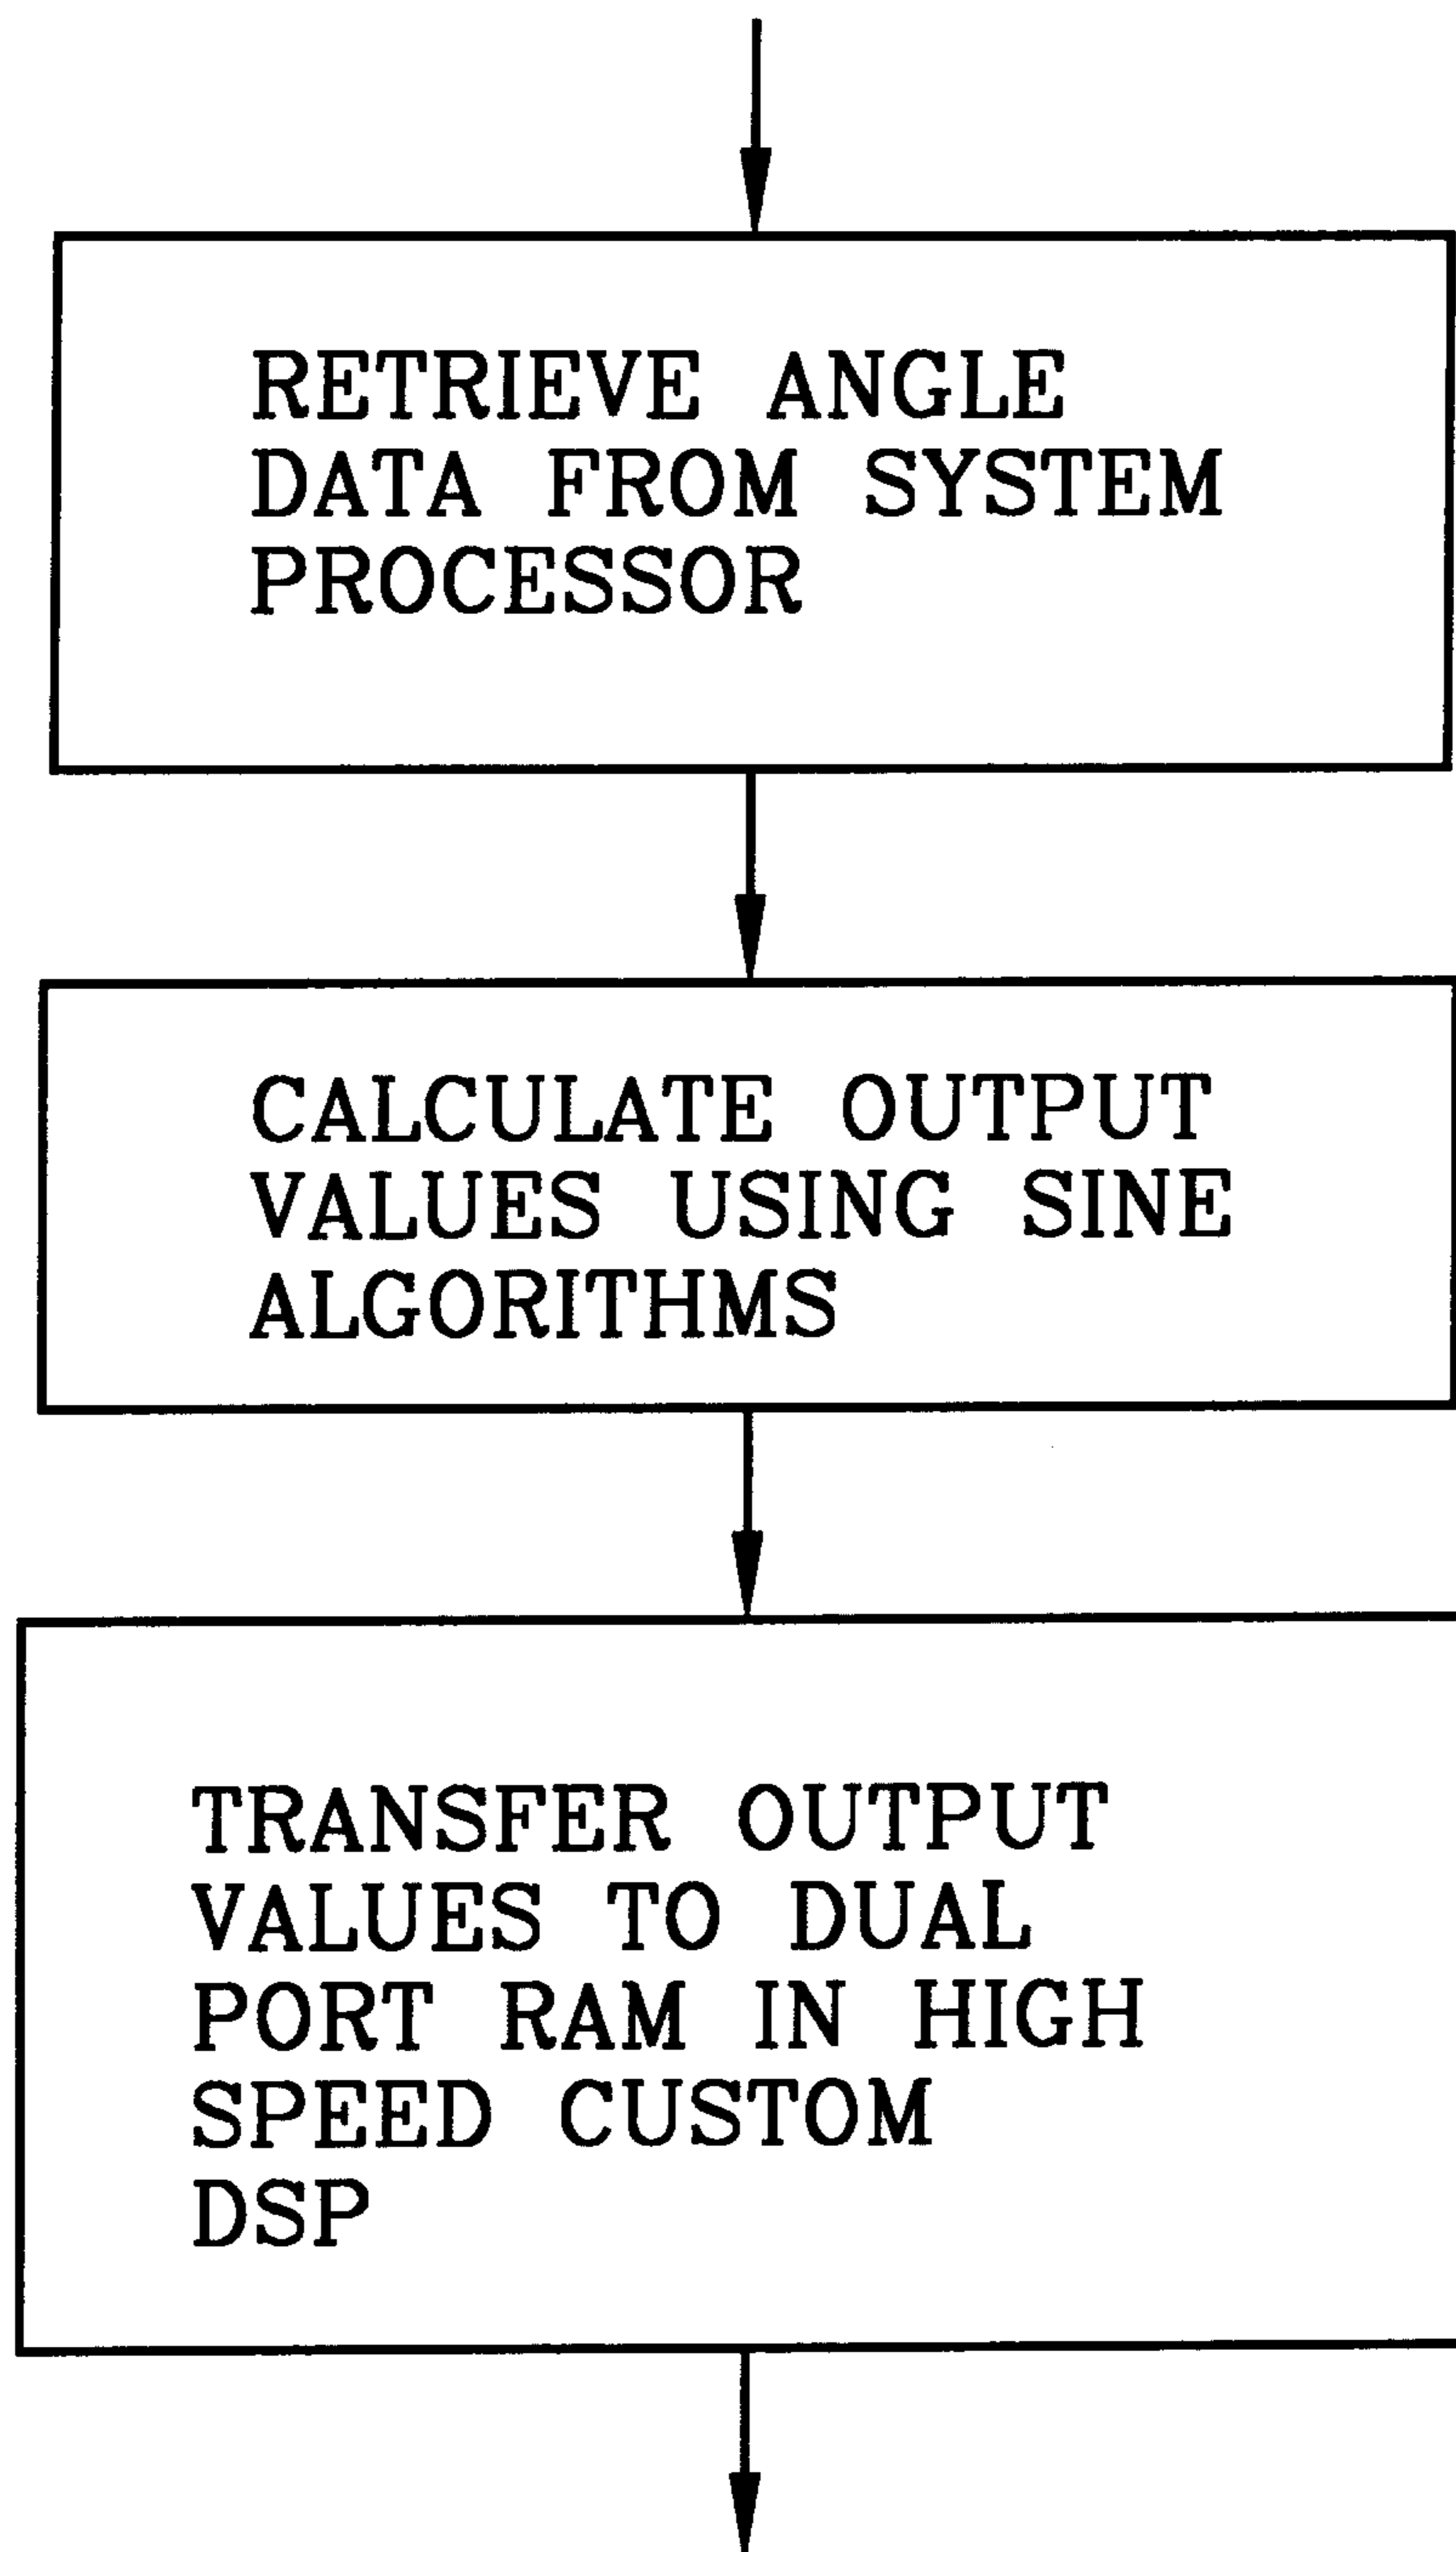 RETRIEVE ANGLE
DATA FROM SYSTEM
PROCESSOR
CALCULATE OUTPUT
VALUES USING SINE
ALGORITHMS
TRANSFER OUTPUT
VALUES TO DUAL
PORT RAM IN HIGH
SPEED CUSTOM
DSP